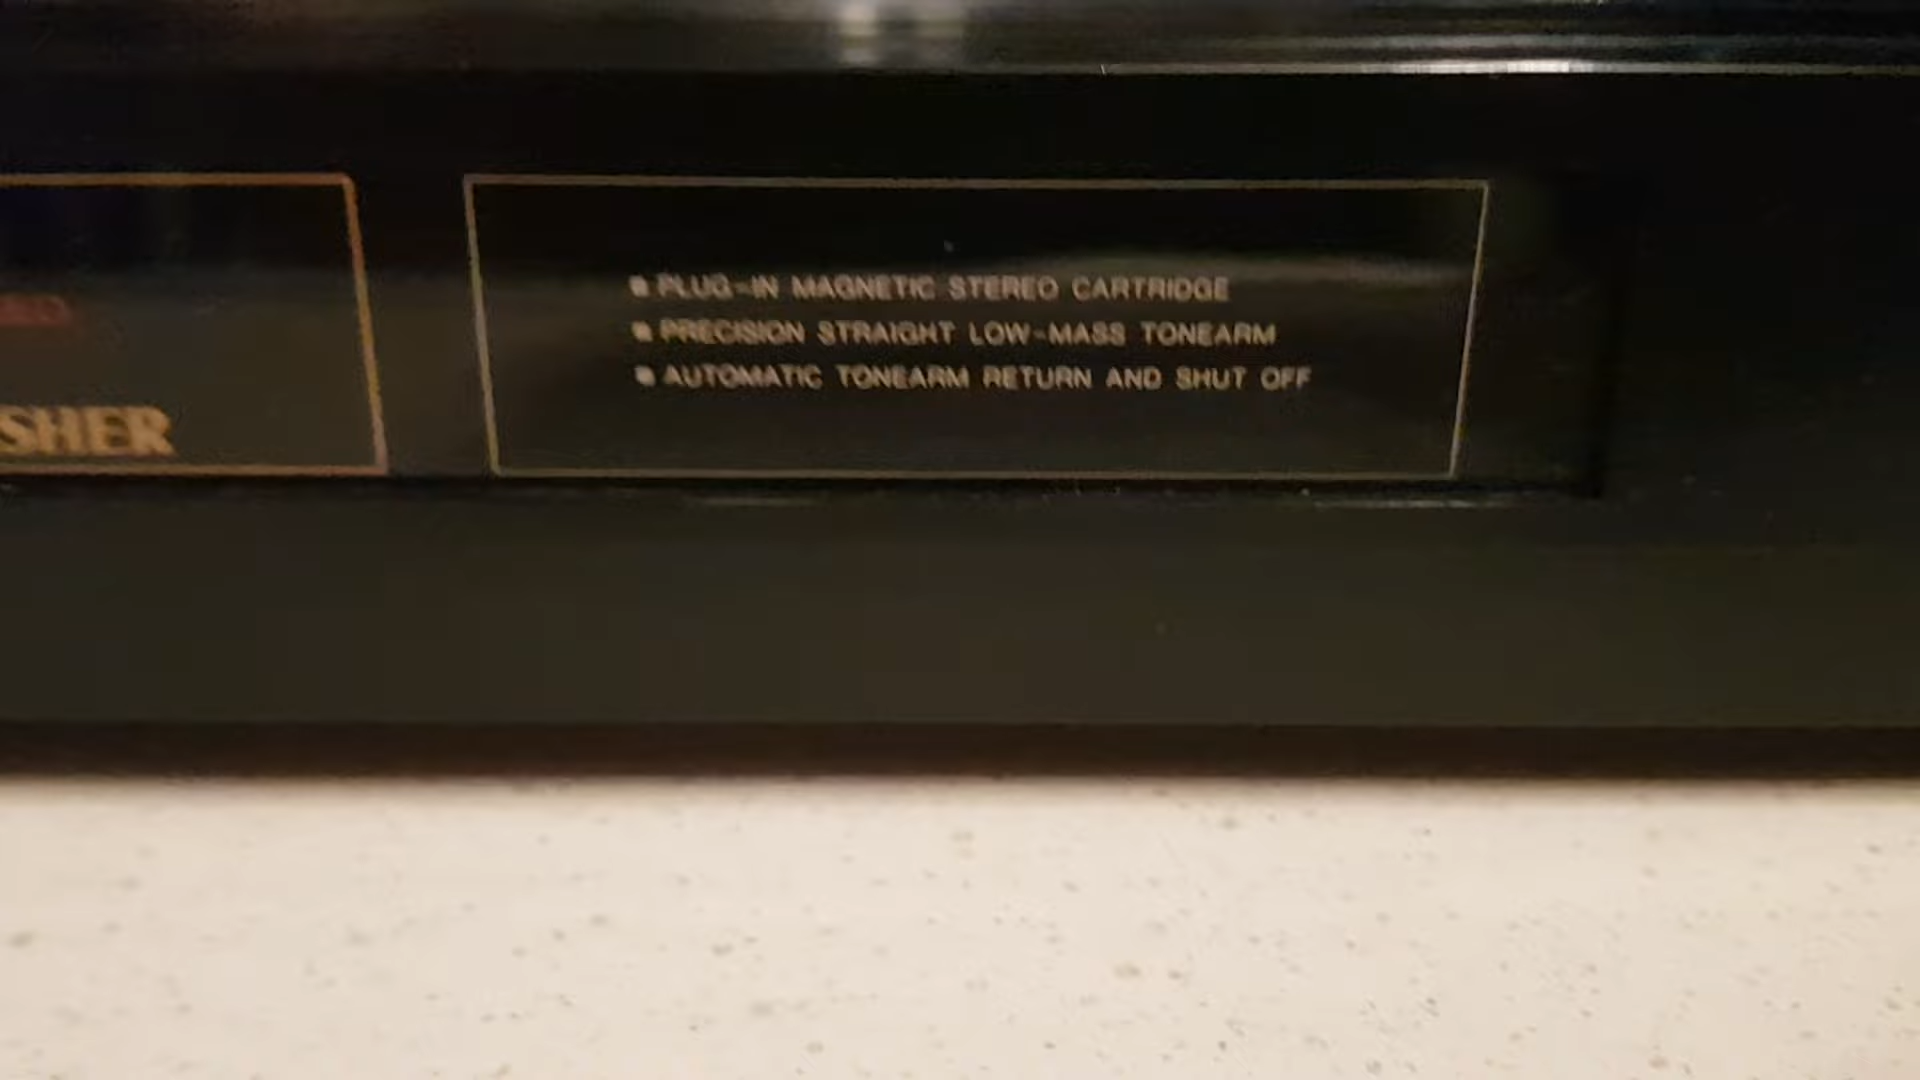 ■ PLUG-IN MAGNETIC STEREO CARTRIDGE
■ PRECISION STRAIGHT LOW-MASS TONEARM
■ AUTOMATIC TONEARM RETURN AND SHUT OFF
SHER